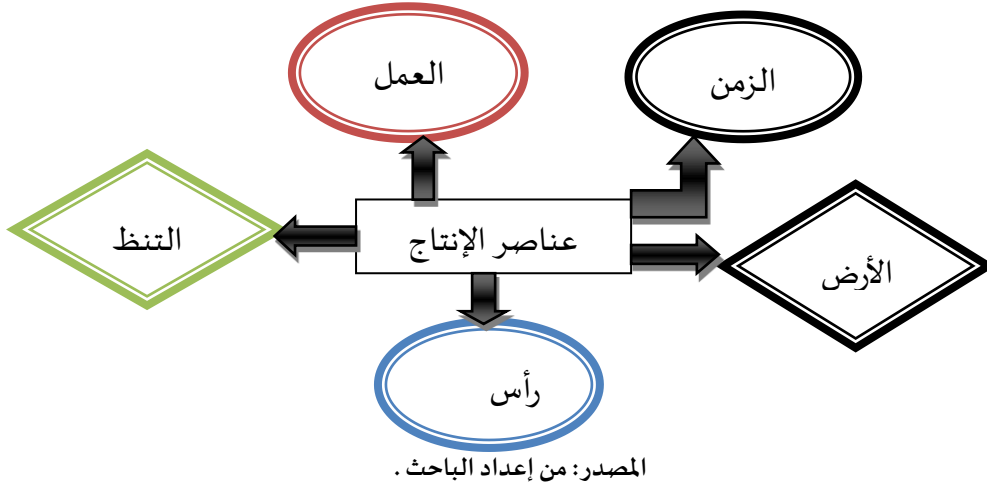 العمل
الزمن
التنظ
عناصر الإنتاج
الأرض
رأس
المصدر: من إعداد الباحث .